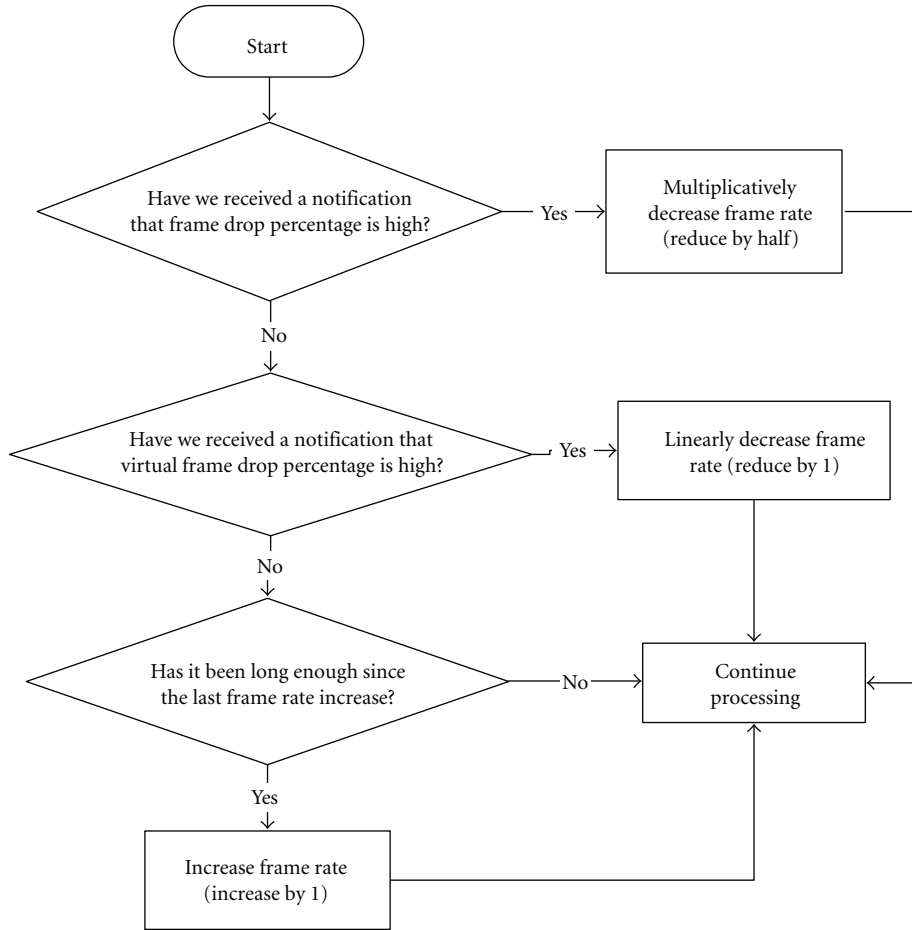 Start
Have we received a notification
that frame drop percentage is high?
Yes
Multiplicatively
decrease frame rate
(reduce by half)
No
Have we received a notification that
virtual frame drop percentage is high?
Yes
Linearly decrease frame
rate (reduce by 1)
No
Has it been long enough since
the last frame rate increase?
No
Continue
processing
Yes
Increase frame rate
(increase by 1)